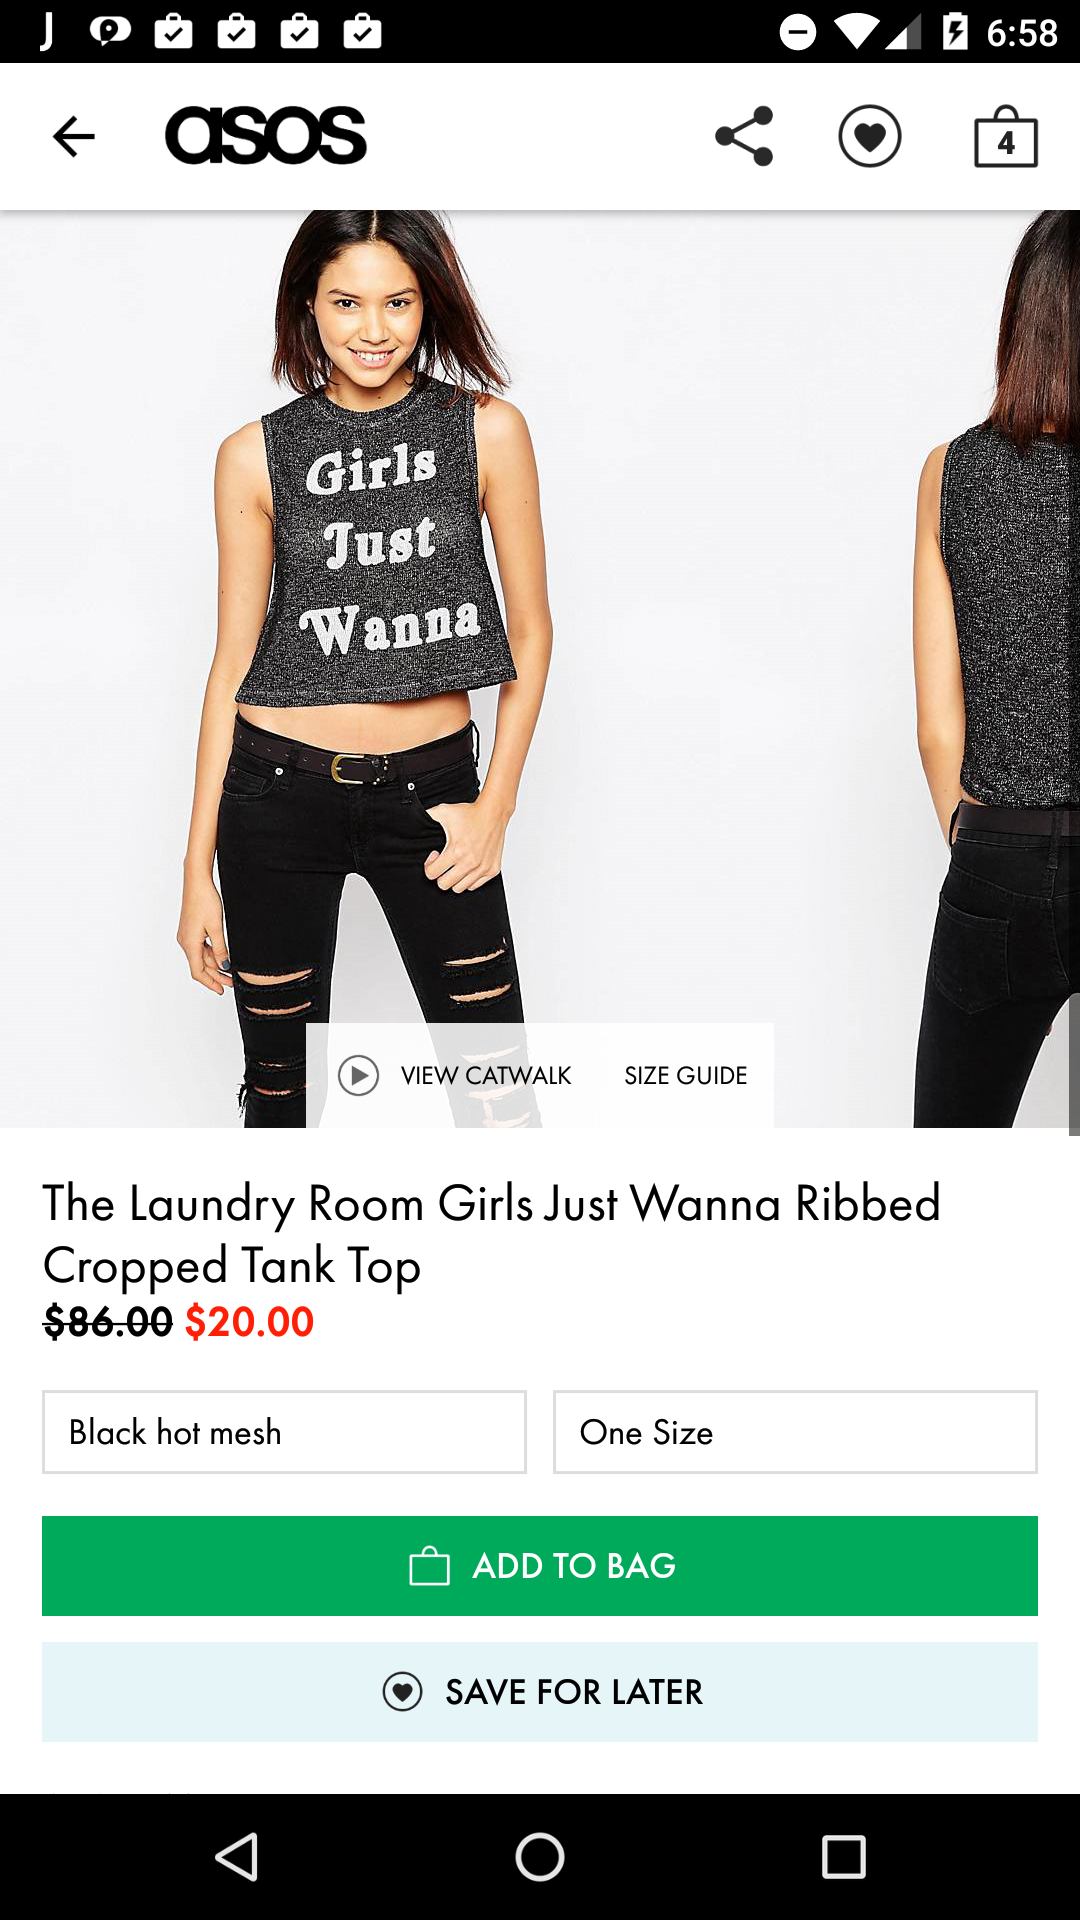 6:58
asos
4
Girls
Just
Wanna
VIEW CATWALK SIZE GUIDE
The Laundry Room Girls Just Wanna Ribbed
Cropped Tank Top
$86.00 $20.00
Black hot mesh One Size
ADD TO BAG
SAVE FOR LATER